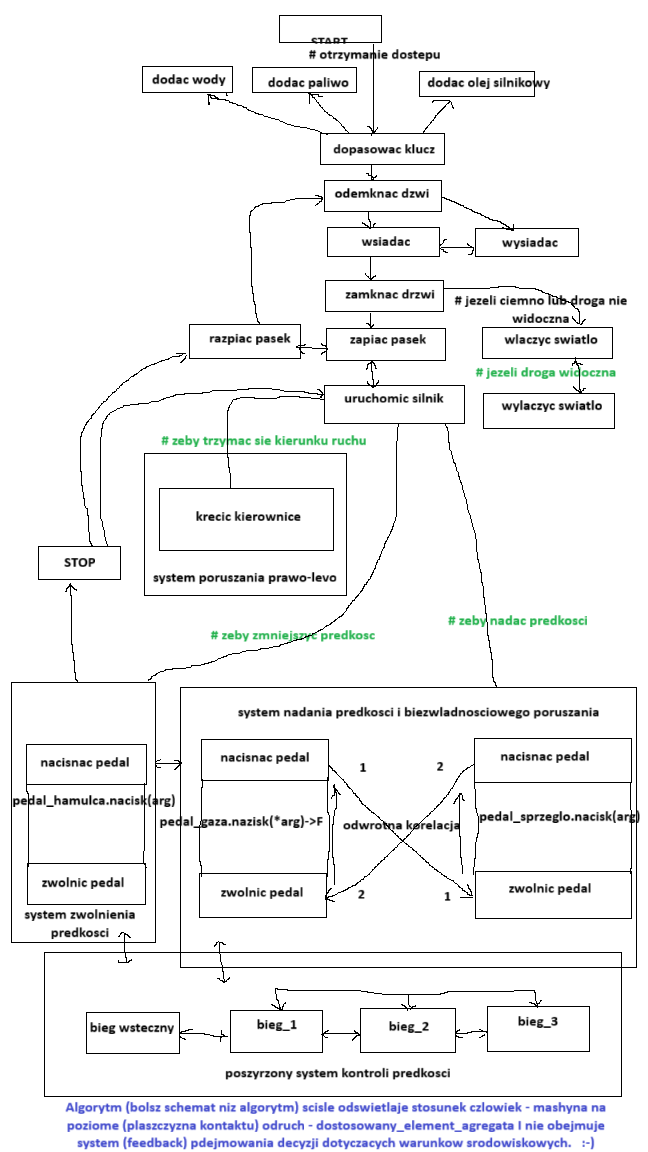 START
# otrzymanie dostepu
dodac wody
dodac paliwo
dodac olej silnikowy
dopasowac klucz
odemknac dzwi
wsiadac
wysiadac
zamknac drzwi
# jezeli ciemno lub droga nie
widoczna
razpiac pasek
zapiac pasek
wlaczyc swiatlo
# jezeli droga widoczna
uruchomic silnik
wylaczyc swiatlo
# zeby trzymac sie kierunku ruchu
krecic kierownice
system poruszania prawo-levo
STOP
# zeby zmniejszyc predkosc
# zeby nadac predkosci
system nadania predkosci i biezwladnosciowego poruszania
nacisnac pedal
nacisnac pedal
1
2
nacisnac pedal
pedal_hamulca.nacisk(arg)
pedal_gaza.nazisk(*arg)->F
odwrotna korelacja
pedal_sprzeglo.nacisk(arg)
zwolnic pedal
zwolnic pedal
2
1
zwolnic pedal
system zwolnienia
predkosci
bieg wsteczny
bieg_1
bieg_2
bieg_3
poszyrzony system kontroli predkosci
Algorytm (bolsz schemat niz algorytm) scisle odswietlaje stosunek czlowiek - mashyna na
poziome (plaszczyzna kontaktu) odruch - dostosowany_element_agregata I nie obejmuje
system (feedback) pdejmowania decyzji dotyczacych warunkow srodowiskowych. :-)